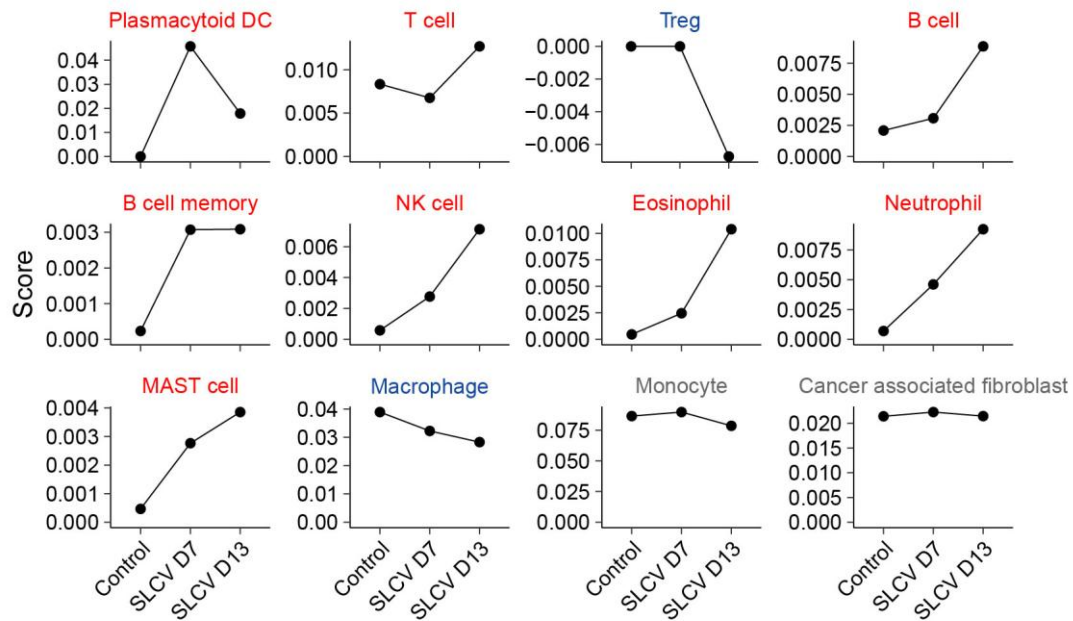 Plasmacytoid DC
T cell
Treg
B cell
0.04
0.03
0.02
0.01
0.00
0.010
0.005
0.000
0.000
−0.002
−0.004
−0.006
0.0075
0.0050
0.0025
0.0000
B cell memory
NK cell
Eosinophil
Neutrophil
Score
0.003
0.002
0.001
0.000
0.006
0.004
0.002
0.000
0.0100
0.0075
0.0050
0.0025
0.0000
0.0075
0.0050
0.0025
0.0000
MAST cell
Macrophage
Monocyte
Cancer associated fibroblast
0.004
0.003
0.002
0.001
0.000
0.04
0.03
0.02
0.01
0.00
0.075
0.050
0.025
0.000
0.020
0.015
0.010
0.005
0.000
Control
SLCV D7
SLCV D13
Control
SLCV D7
SLCV D13
Control
SLCV D7
SLCV D13
Control
SLCV D7
SLCV D13